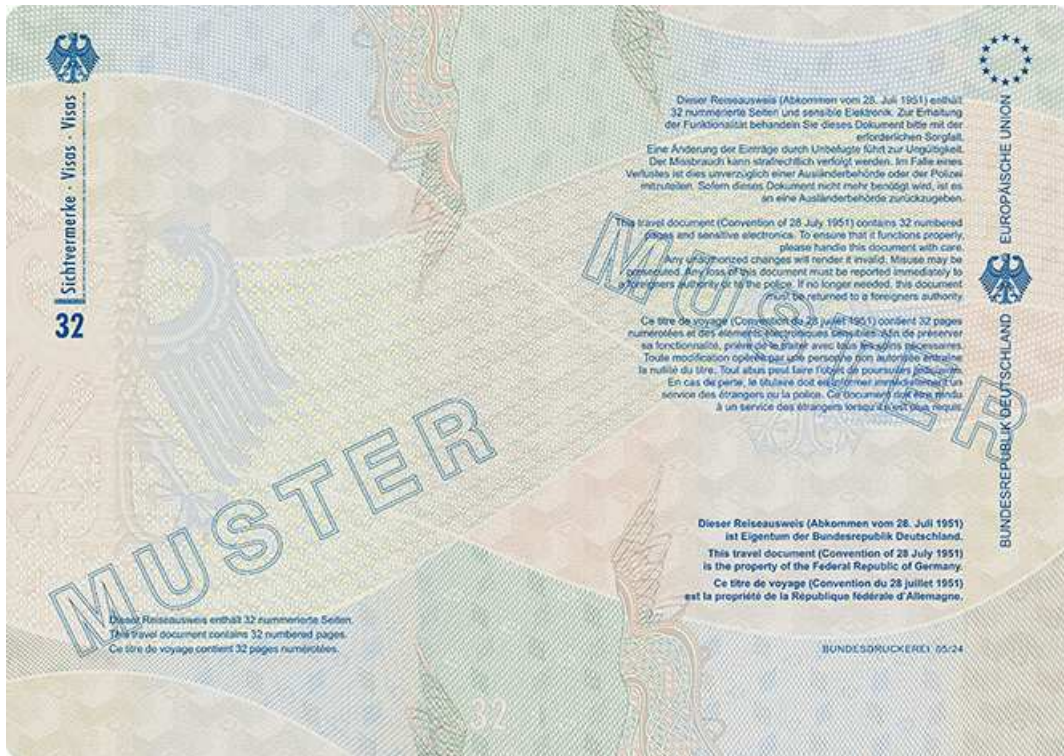 Sichtvermerke · Visas · Visas
32
MUSTER
Dieser Reiseausweis enthält 32 nummerierte Seiten.
This travel document contains 32 numbered pages.
Ce titre de voyage contient 32 pages numérotées.
32
Dieser Reiseausweis (Abkommen vom 28. Juli 1951) enthält
32 nummerierte Seiten und sensible Elektronik. Zur Erhaltung
der Funktionalität behandeln Sie dieses Dokument bitte mit der
erforderlichen Sorgfalt.
Eine Änderung der Einträge durch Unbefugte führt zur Ungültigkeit.
Der Missbrauch kann strafrechtlich verfolgt werden. Im Falle eines
Verlustes ist dies unverzüglich einer Ausländerbehörde oder der Polizei
mitzuteilen. Sofern dieses Dokument nicht mehr benötigt wird, ist es
an eine Ausländerbehörde zurückzugeben.
This travel document (Convention of 28 July 1951) contains 32 numbered
pages and sensitive electronics. To ensure that it functions properly,
please handle this document with care.
Any unauthorized changes will render it invalid. Misuse may be
prosecuted. Any loss of this document must be reported immediately to
a foreigners authority or to the police. If no longer needed, this document
must be returned to a foreigners authority.
Ce titre de voyage (Convention du 28 juillet 1951) contient 32 pages
numérotées et des éléments électroniques sensibles. Afin de préserver
sa fonctionnalité, prière de le traiter avec tous les soins nécessaires.
Toute modification opérée par une personne non autorisée entraîne
la nullité du titre. Tout abus peut faire l'objet de poursuites judiciaires.
En cas de perte, le titulaire doit en informer immédiatement un
service des étrangers ou la police. Ce document doit être rendu
à un service des étrangers lorsqu'il n'est plus requis.
MUSTER
Dieser Reiseausweis (Abkommen vom 28. Juli 1951)
ist Eigentum der Bundesrepublik Deutschland.
This travel document (Convention of 28 July 1951)
is the property of the Federal Republic of Germany.
Ce titre de voyage (Convention du 28 juillet 1951)
est la propriété de la République fédérale d'Allemagne.
BUNDESDRUCKEREI 05/24
BUNDESREPUBLIK DEUTSCHLAND EUROPÄISCHE UNION